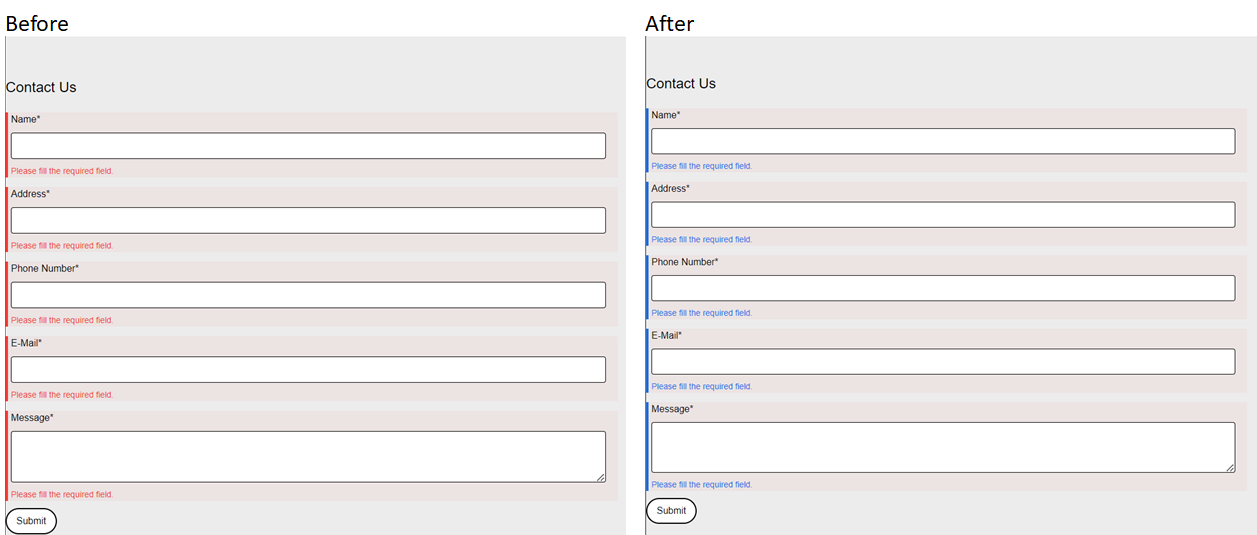 Before
Contact Us
Name*
Please fill the required field.
Address*
Please fill the required field.
Phone Number*
Please fill the required field.
E-Mail*
Please fill the required field.
Message*
Please fill the required field.
Submit
After
Contact Us
Name*
Please fill the required field.
Address*
Please fill the required field.
Phone Number*
Please fill the required field.
E-Mail*
Please fill the required field.
Message*
Please fill the required field.
Submit